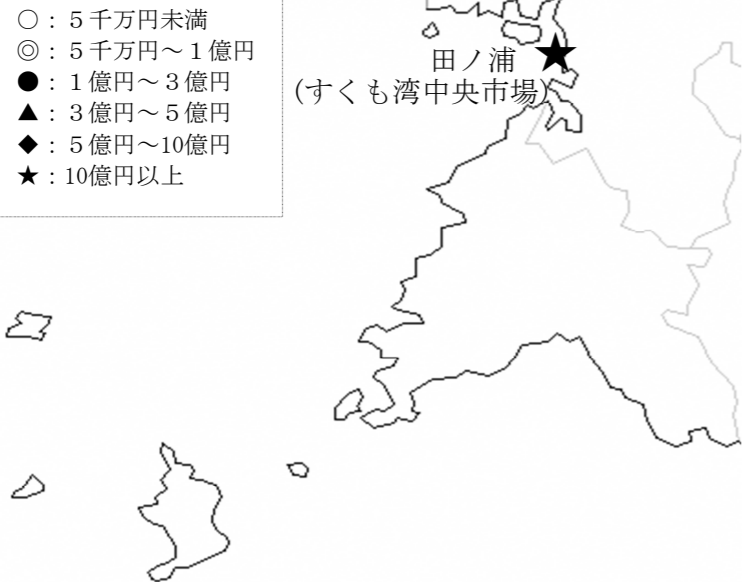 ○：５千万円未満
◎：５千万円～１億円
●：１億円～３億円
▲：３億円～５億円
◆：５億円～10億円
★：10億円以上
田ノ浦
(すくも湾中央市場)